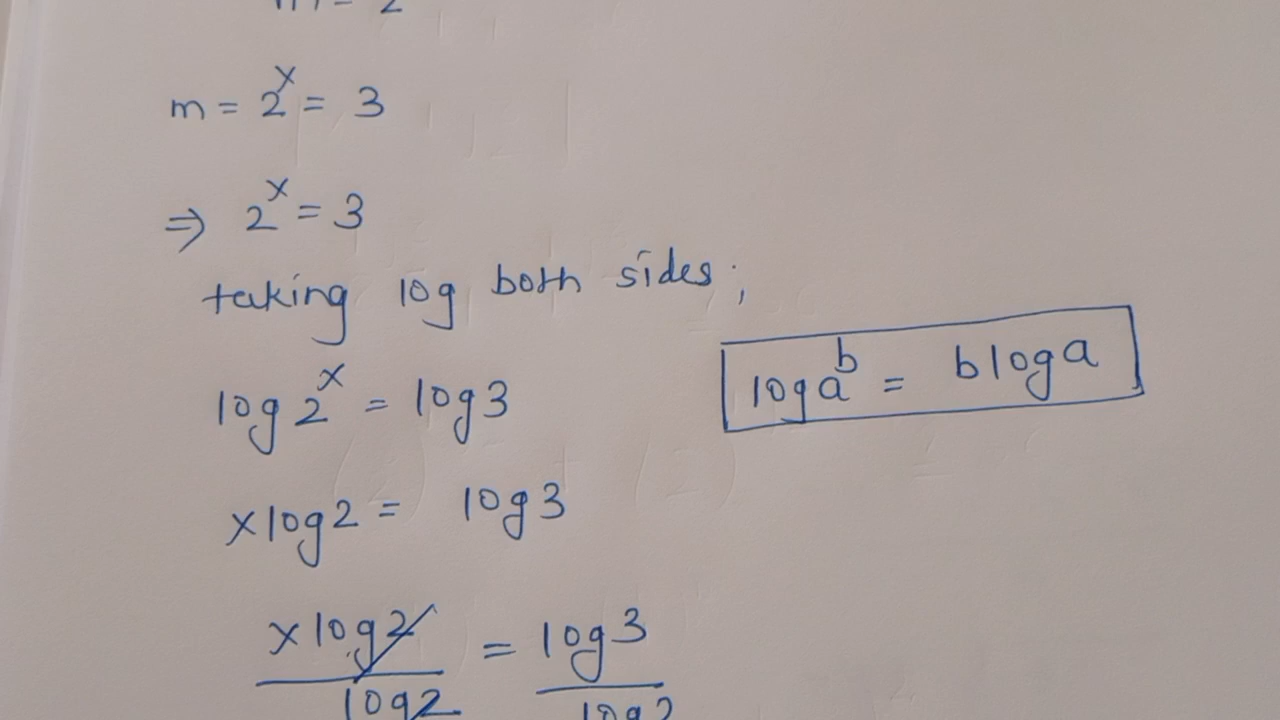 m = 2^x = 3
⇒ 2^x = 3
taking log both sides,
log 2^x = log 3
log a^b = b log a
x log 2 = log 3
x log 2 / log 2 = log 3 / log 2